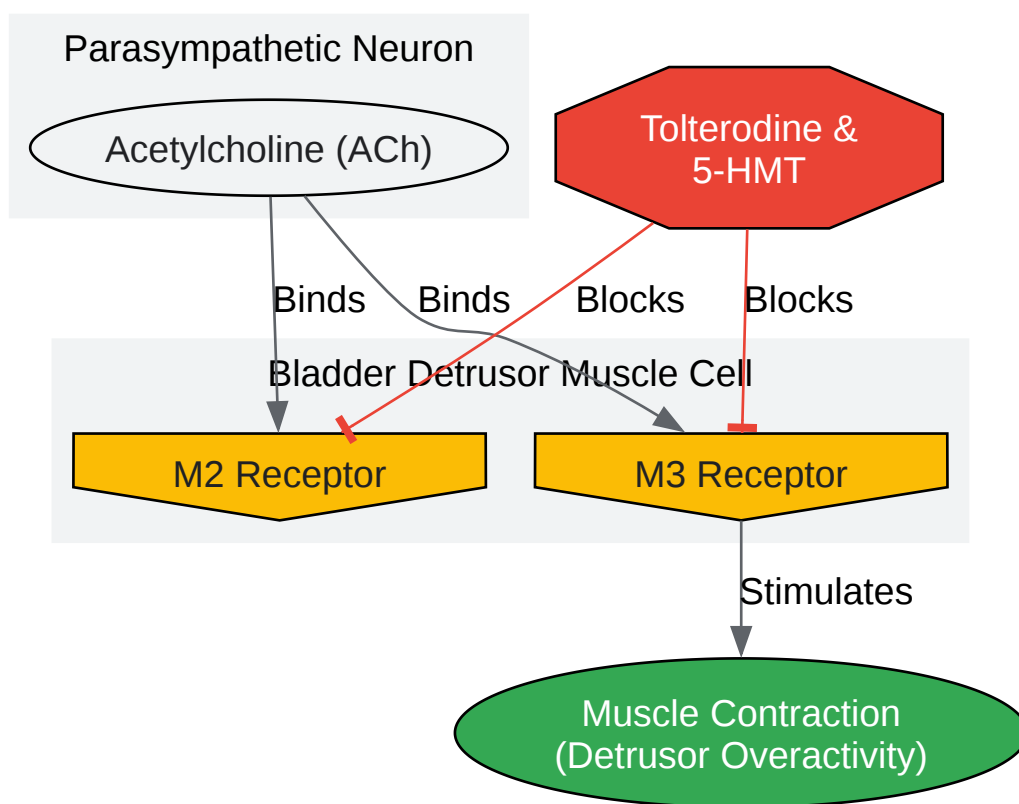 Parasympathetic Neuron
Acetylcholine (ACh)
Tolterodine &
5-HMT
Binds
Binds
Blocks
Blocks
Bladder Detrusor Muscle Cell
M2 Receptor
M3 Receptor
Stimulates
Muscle Contraction
(Detrusor Overactivity)